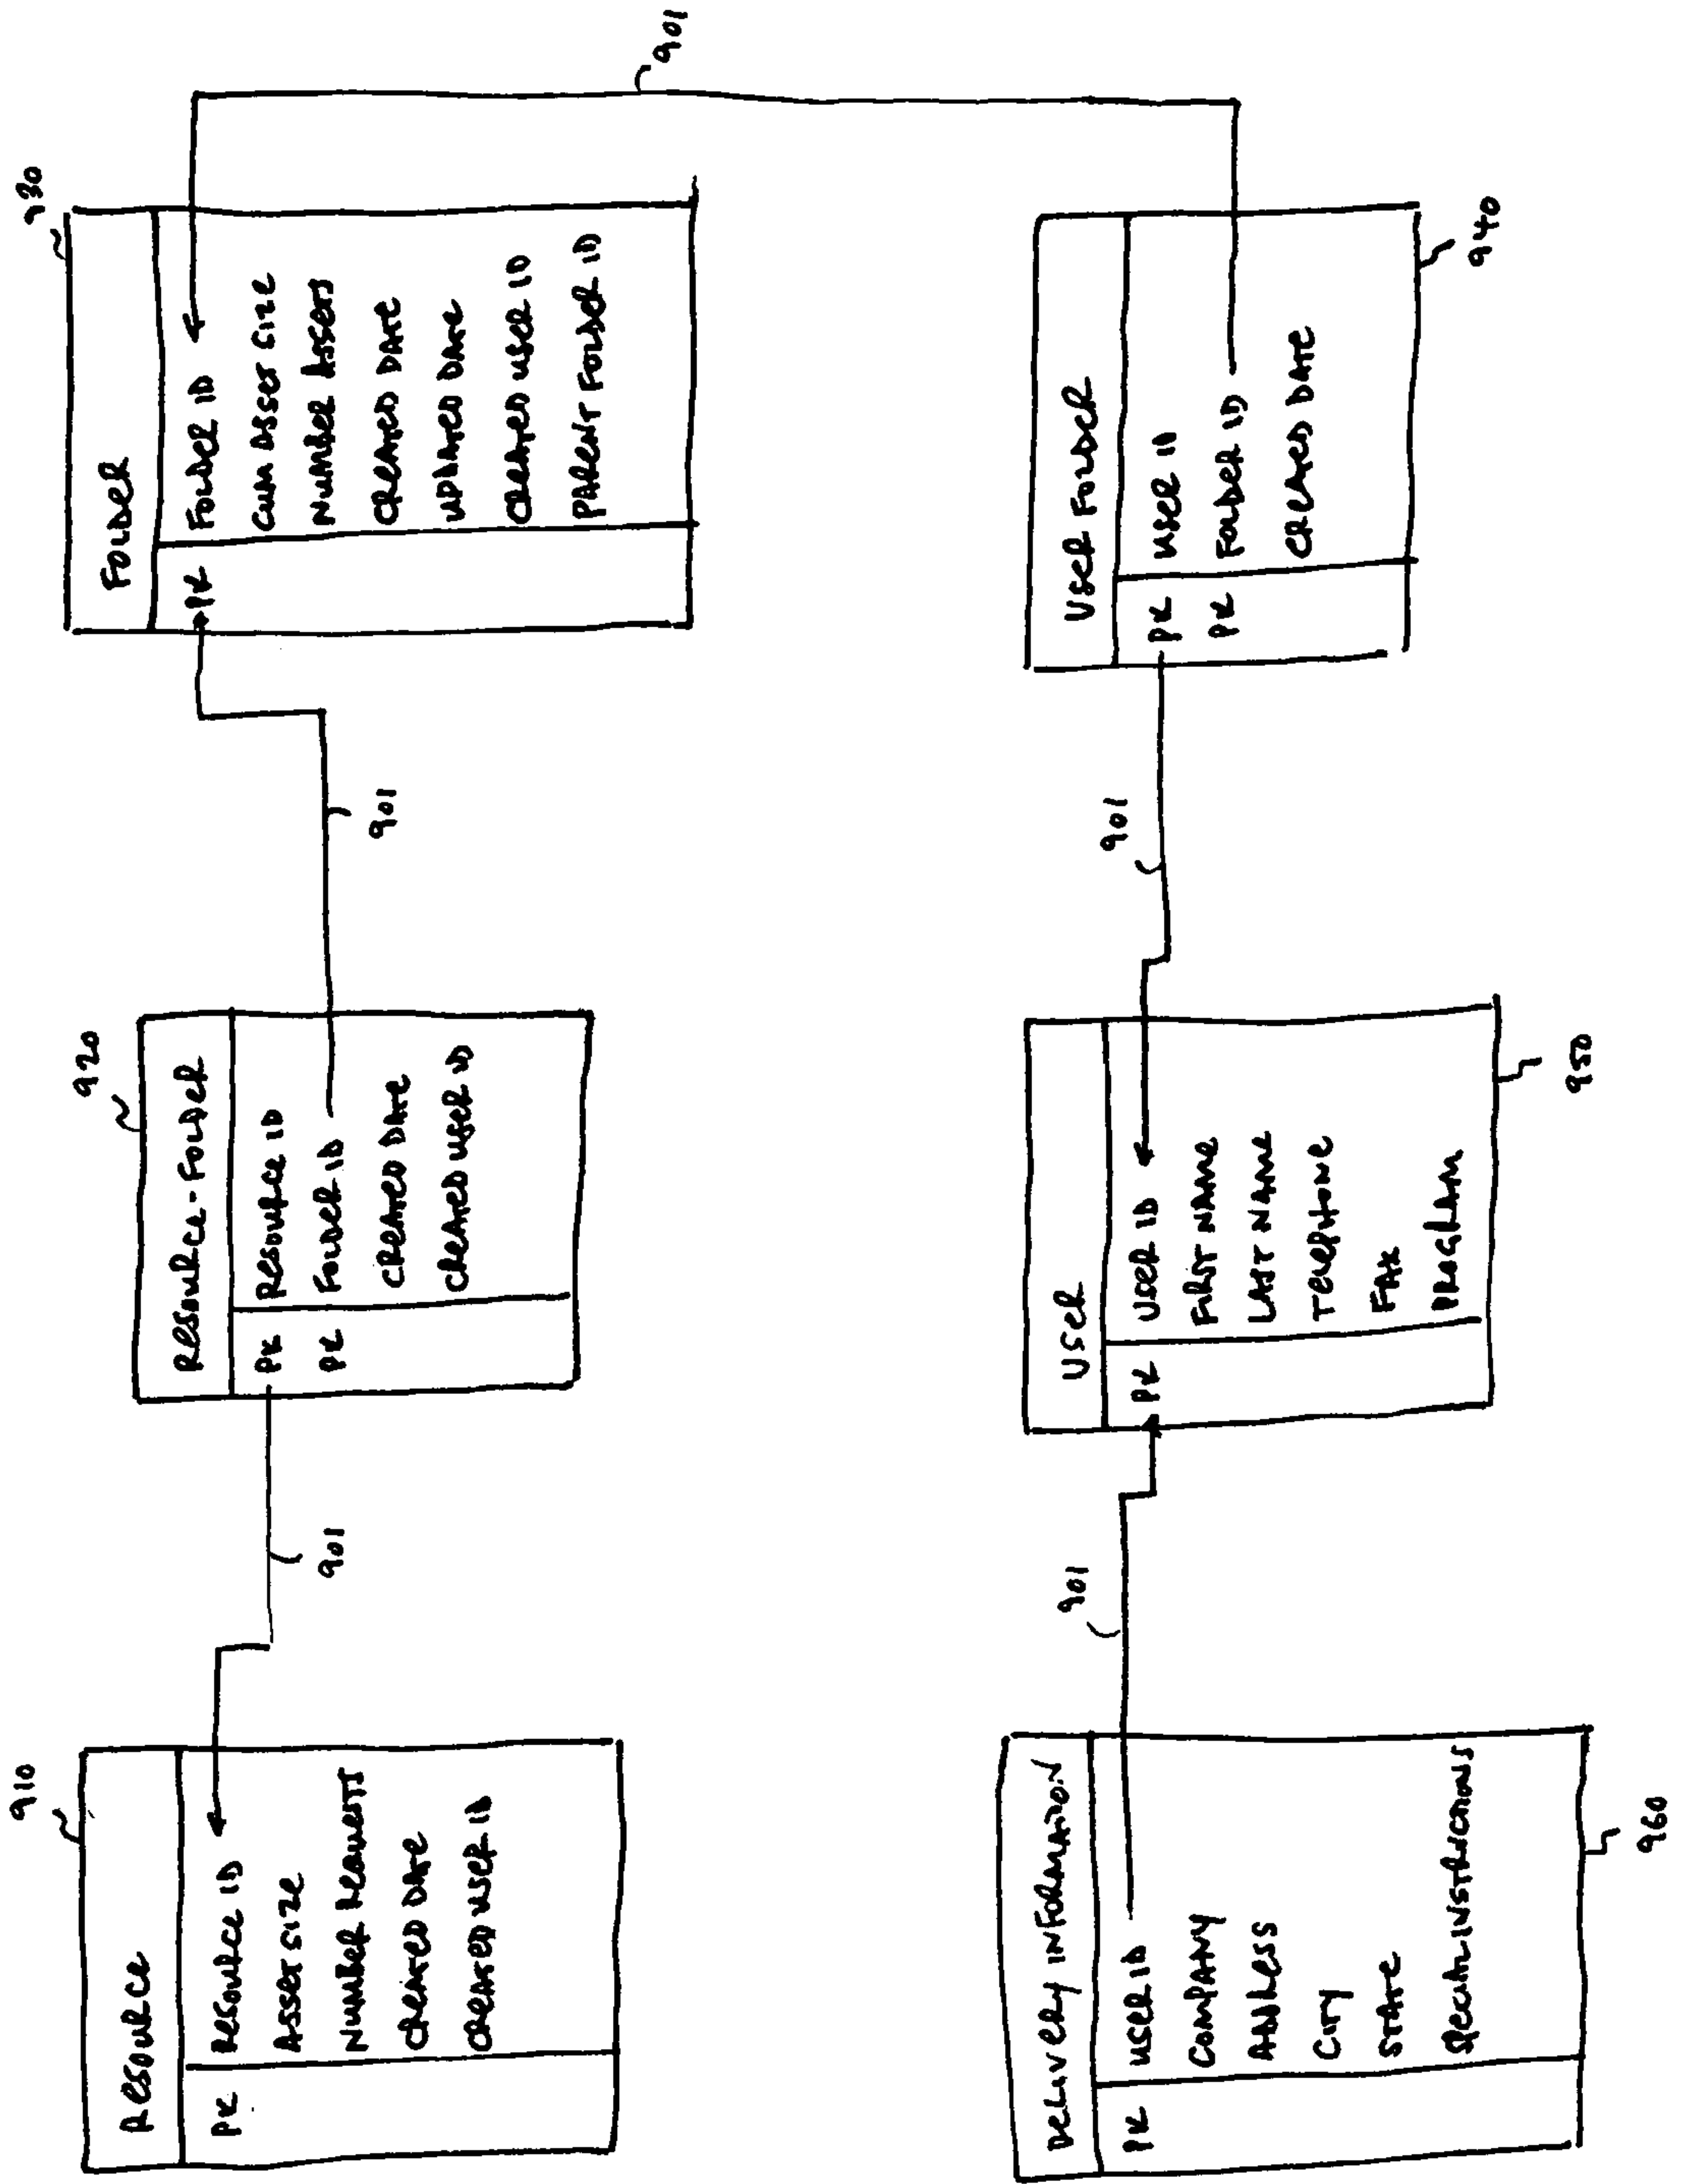 910
RESOURCE
PK RESOURCE ID
ASSET SIZE
NUMBER REQUESTS
CREATED DATE
CREATED USER ID
901
920
RESOURCE-FOLDER
PK RESOURCE ID
PK FOLDER ID
CREATED DATE
CREATED USER ID
901
930
FOLDER
PK FOLDER ID
CUM ASSET SIZE
NUMBER ASSETS
CREATED DATE
UPDATED DATE
CREATED USER ID
PARENT FOLDER ID
901
DELIVERY INFORMATION
PK USER ID
COMPANY
ADDRESS
CITY
STATE
SPECIAL INSTRUCTIONS
960
901
USER
PK USER ID
FIRST NAME
LAST NAME
TELEPHONE
FAX
PROGRAM
950
901
USER FOLDER
PK USER ID
PK FOLDER ID
CREATED DATE
940